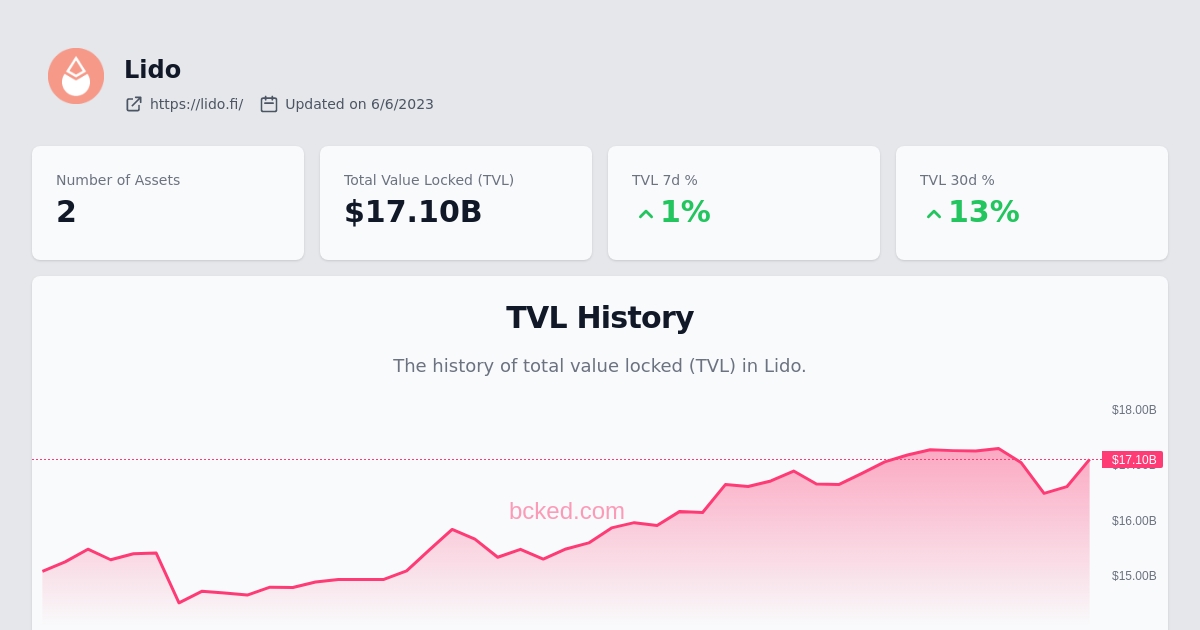 Lido
https://lido.fi/ Updated on 6/6/2023
Number of Assets
2
Total Value Locked (TVL)
$17.10B
TVL 7d %
1%
TVL 30d %
13%
TVL History
The history of total value locked (TVL) in Lido.
$18.00B
$17.10B
bcked.com
$16.00B
$15.00B